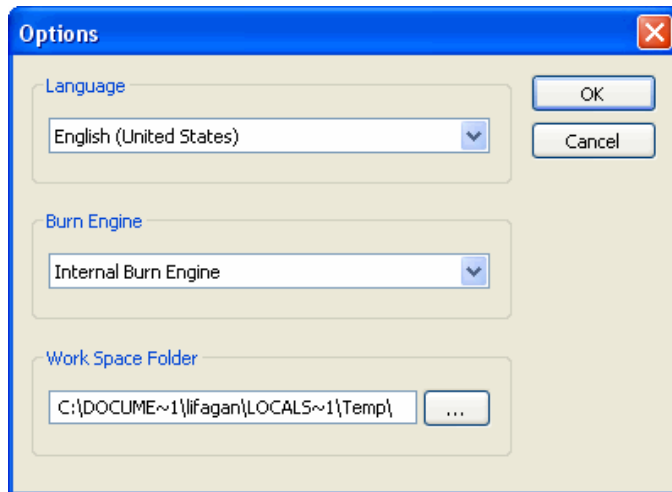 Options
Language
OK
English (United States)
Cancel
Burn Engine
Internal Burn Engine
Work Space Folder
C:\DOCUME~1\lifagan\LOCALS~1\Temp\
...